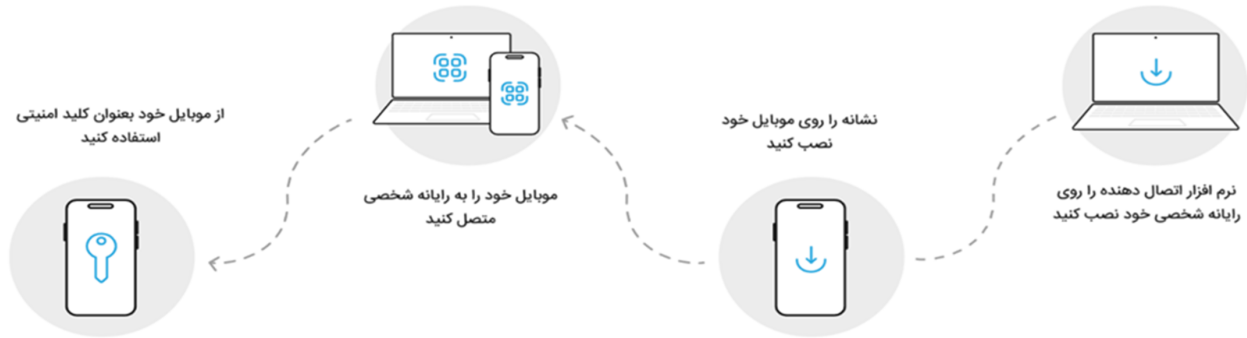 نرم افزار اتصال دهنده را روی
رایانه شخصی خود نصب کنید
نشانه را روی موبایل خود
نصب کنید
موبایل خود را به رایانه شخصی
متصل کنید
از موبایل خود بعنوان کلید امنیتی
استفاده کنید